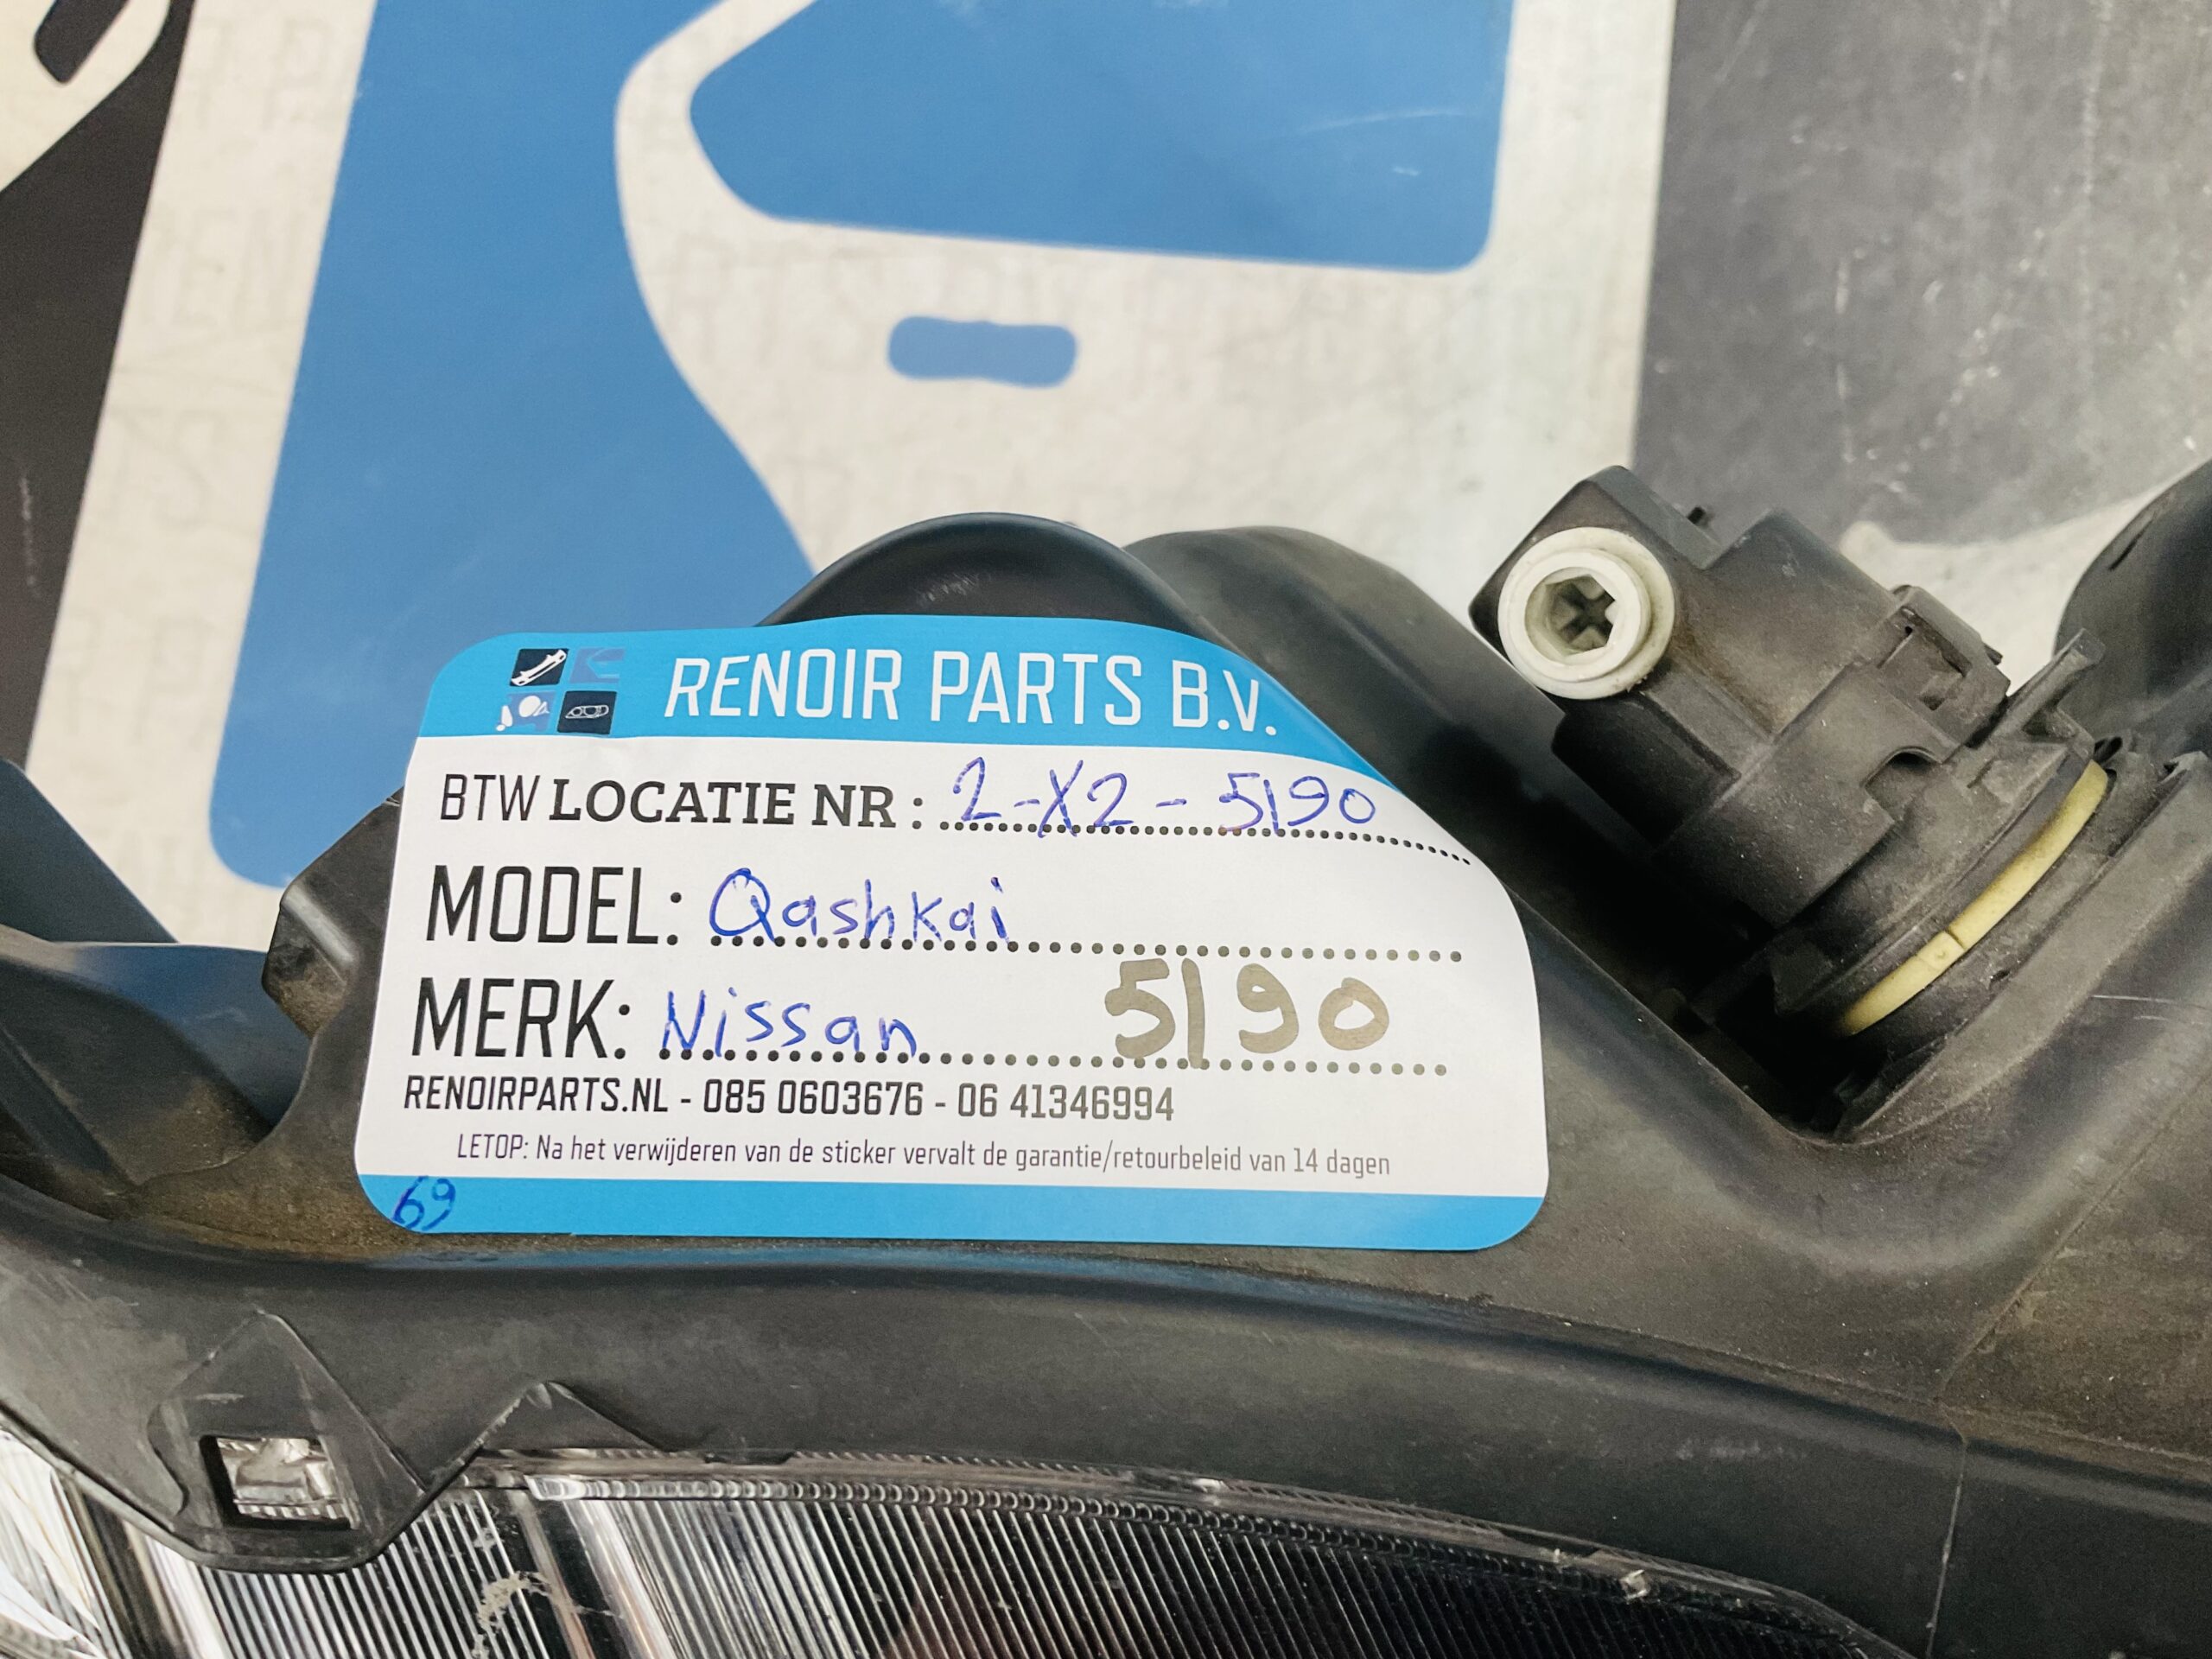 RENOIR PARTS B.V.
BTW LOCATIE NR : 2-X2-5190
MODEL: Qashkai
MERK: Nissan 5190
RENOIRPARTS.NL - 085 0603676 - 06 41346994
LETOP: Na het verwijderen van de sticker vervalt de garantie/retourbeleid van 14 dagen
69